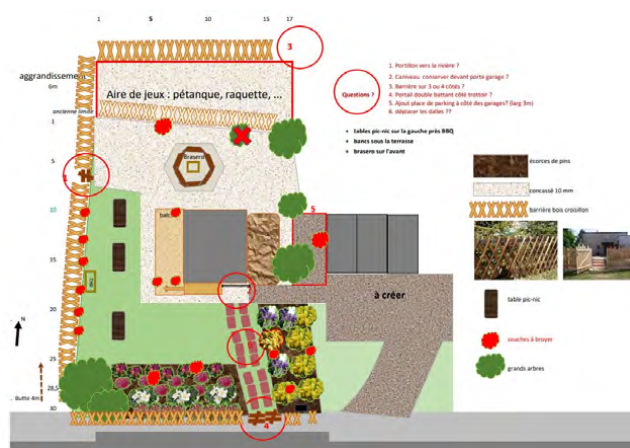 1 5 10 15 17
3
aggrandissement
6m
Aire de jeux : pétanque, raquette, ...
ancienne limite
1
5
10
15
20
25
28,5
30
Butte 4m
N
1
Brasero
5
à créer
4
Questions ?
1. Portillon vers la rivière ?
2. Caniveau conserver devant porte garage ?
3. Barrière sur 3 ou 4 côtés ?
4. Portail double battant côté trottoir ?
5. Ajout place de parking à côté des garages? (larg 3m)
6. déplacer les dalles ??
• tables pic-nic sur la gauche près BBQ
• bancs sous la terrasse
• brasero sur l'avant
écorces de pins
concassé 10 mm
barrière bois croisillon
table pic-nic
souches à broyer
grands arbres